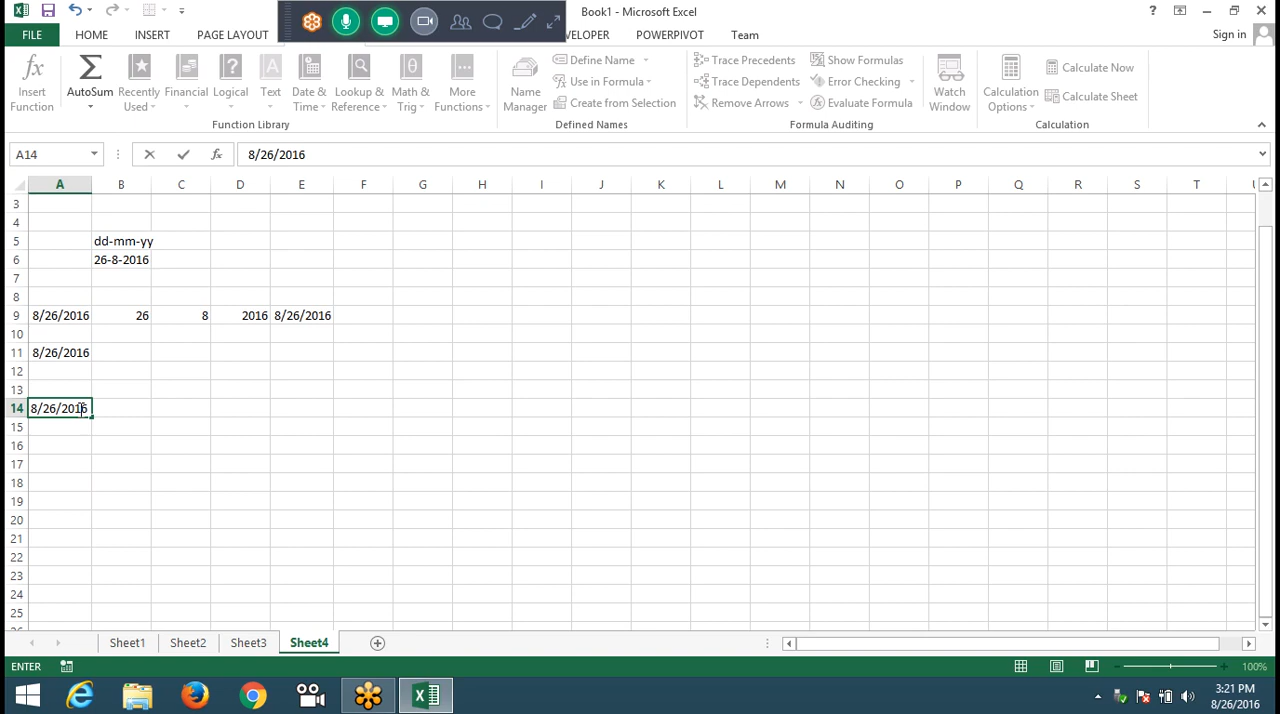 Book1 - Microsoft Excel
FILE HOME INSERT PAGE LAYOUT VELOPER POWERPIVOT Team Sign in
Insert Function
AutoSum
Recently Used
Financial
Logical
Text
Date & Time
Lookup & Reference
Math & Trig
More Functions
Function Library
Name Manager
Define Name
Use in Formula
Create from Selection
Defined Names
Trace Precedents
Trace Dependents
Remove Arrows
Show Formulas
Error Checking
Evaluate Formula
Formula Auditing
Watch Window
Calculation Options
Calculate Now
Calculate Sheet
Calculation
A14 fx 8/26/2016
A B C D E F G H I J K L M N O P Q R S T U
3
4
5 dd-mm-yy
6 26-8-2016
7
8
9 8/26/2016 26 8 2016 8/26/2016
10
11 8/26/2016
12
13
14 8/26/2016
15
16
17
18
19
20
21
22
23
24
25
26
Sheet1 Sheet2 Sheet3 Sheet4
ENTER 100%
3:21 PM
8/26/2016